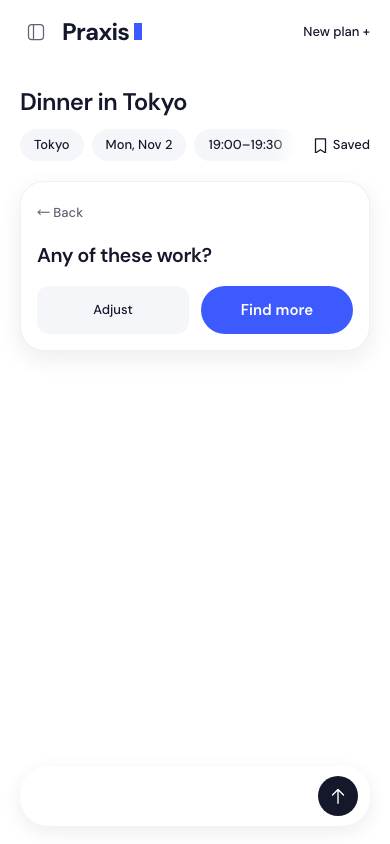 Praxis
New plan +
Dinner in Tokyo
Tokyo
Mon, Nov 2
19:00–19:30
Saved
← Back
Any of these work?
Adjust
Find more